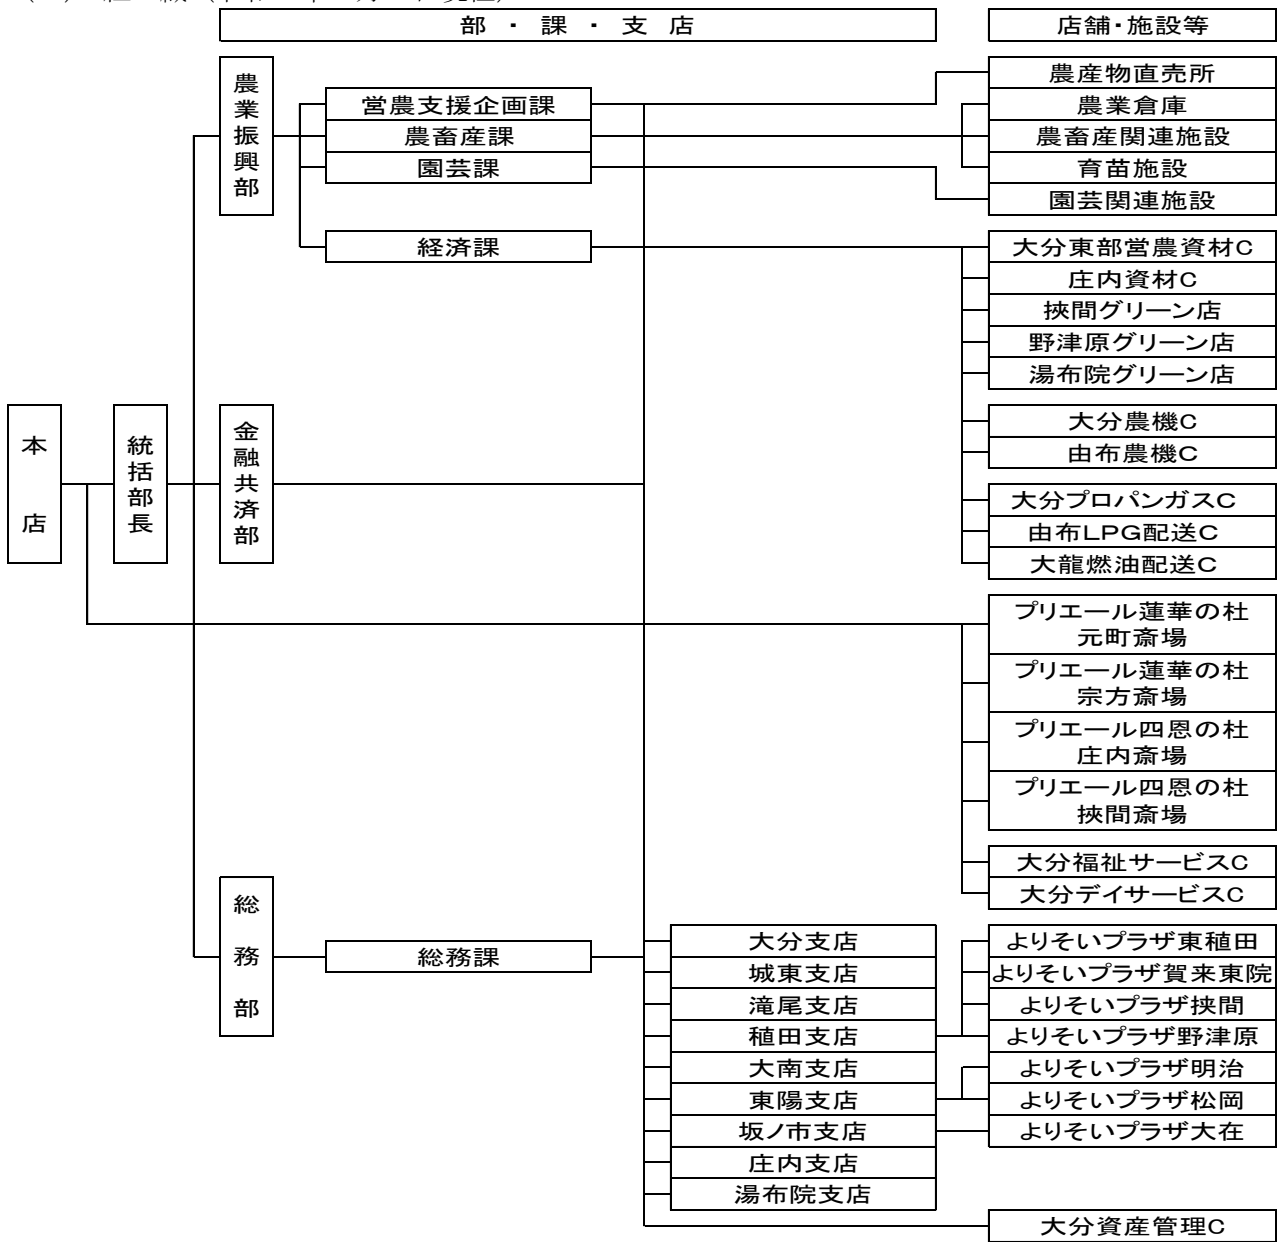 部・課・支店
店舗・施設等
農業振興部
営農支援企画課
農畜産課
園芸課
経済課
農産物直売所
農業倉庫
農畜産関連施設
育苗施設
園芸関連施設
大分東部営農資材C
庄内資材C
挾間グリーン店
野津原グリーン店
湯布院グリーン店
本店
統括部長
金融共済部
大分農機C
由布農機C
大分プロパンガスC
由布LPG配送C
大龍燃油配送C
プリエール蓮華の杜
元町斎場
プリエール蓮華の杜
宗方斎場
プリエール四恩の杜
庄内斎場
プリエール四恩の杜
挾間斎場
大分福祉サービスC
大分デイサービスC
総務部
総務課
大分支店
城東支店
滝尾支店
稙田支店
大南支店
東陽支店
坂ノ市支店
庄内支店
湯布院支店
よりそいプラザ東稙田
よりそいプラザ賀来東院
よりそいプラザ挾間
よりそいプラザ野津原
よりそいプラザ明治
よりそいプラザ松岡
よりそいプラザ大在
大分資産管理C